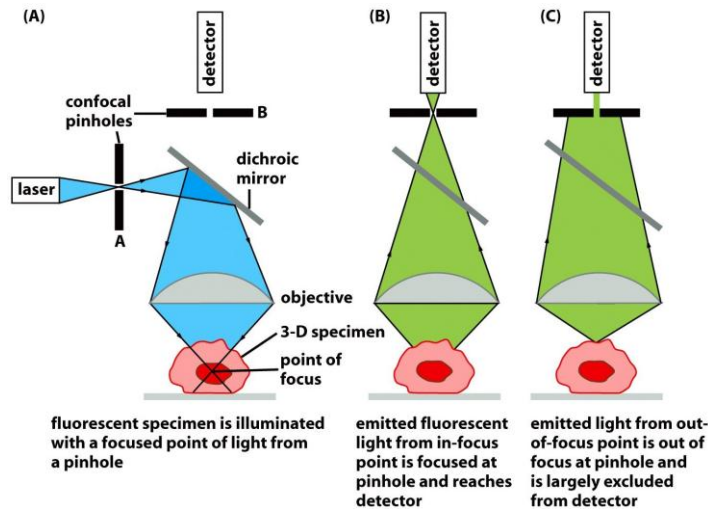 (A)
detector
confocal
pinholes
B
dichroic
mirror
laser
A
objective
3-D specimen
point of
focus
fluorescent specimen is illuminated
with a focused point of light from
a pinhole
(B)
detector
emitted fluorescent
light from in-focus
point is focused at
pinhole and reaches
detector
(C)
detector
emitted light from out-
of-focus point is out of
focus at pinhole and
is largely excluded
from detector